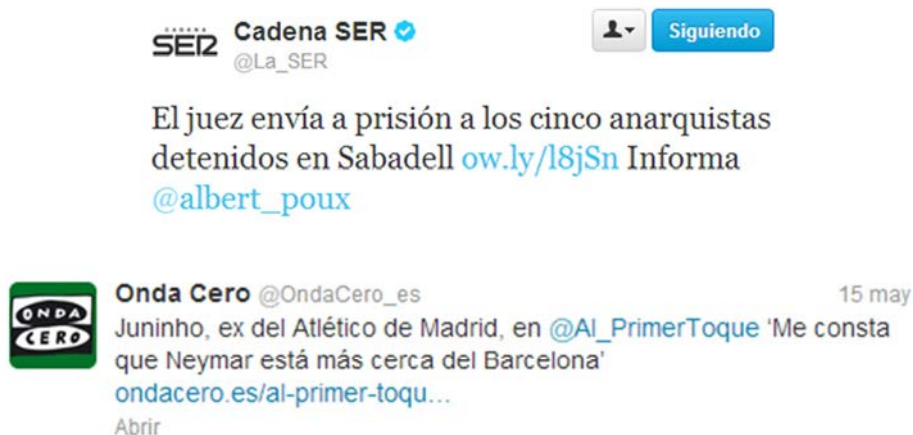 CADENA
SER
Cadena SER
@La_SER
Siguiendo
El juez envía a prisión a los cinco anarquistas
detenidos en Sabadell ow.ly/l8jSn Informa
@albert_poux
ONDA
CERO
Onda Cero @OndaCero_es 15 may
Juninho, ex del Atlético de Madrid, en @Al_PrimerToque 'Me consta
que Neymar está más cerca del Barcelona'
ondacero.es/al-primer-toqu...
Abrir